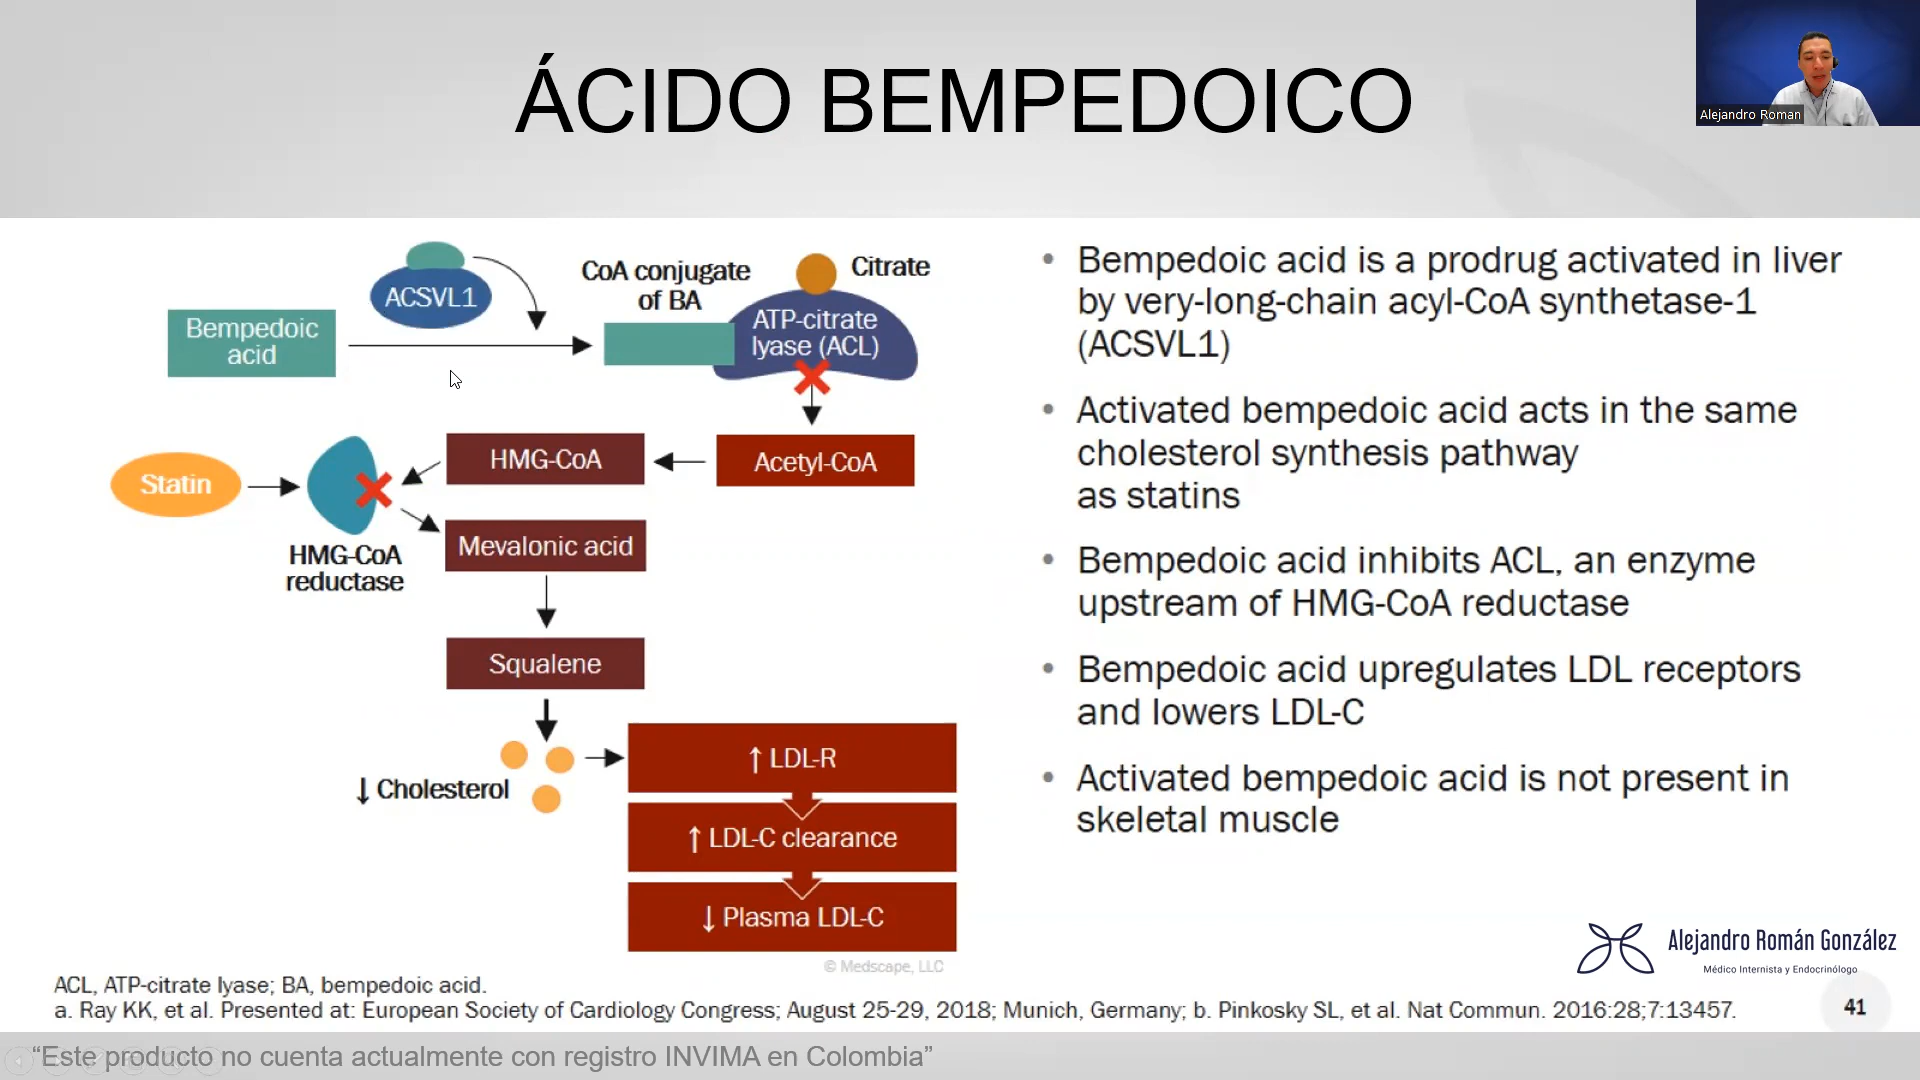 ÁCIDO BEMPEDOICO
Alejandro Roman
ACSVL1
CoA conjugate
of BA
Citrate
Bempedoic
acid
ATP-citrate
lyase (ACL)
HMG-CoA
Acetyl-CoA
Statin
HMG-CoA
reductase
Mevalonic acid
Squalene
↓ Cholesterol
↑ LDL-R
↑ LDL-C clearance
↓ Plasma LDL-C
© Medscape, LLC
• Bempedoic acid is a prodrug activated in liver
by very-long-chain acyl-CoA synthetase-1
(ACSVL1)
• Activated bempedoic acid acts in the same
cholesterol synthesis pathway
as statins
• Bempedoic acid inhibits ACL, an enzyme
upstream of HMG-CoA reductase
• Bempedoic acid upregulates LDL receptors
and lowers LDL-C
• Activated bempedoic acid is not present in
skeletal muscle
Alejandro Román González
Médico Internista y Endocrinólogo
ACL, ATP-citrate lyase; BA, bempedoic acid.
a. Ray KK, et al. Presented at: European Society of Cardiology Congress; August 25-29, 2018; Munich, Germany; b. Pinkosky SL, et al. Nat Commun. 2016:28;7:13457.
41
“Este producto no cuenta actualmente con registro INVIMA en Colombia”